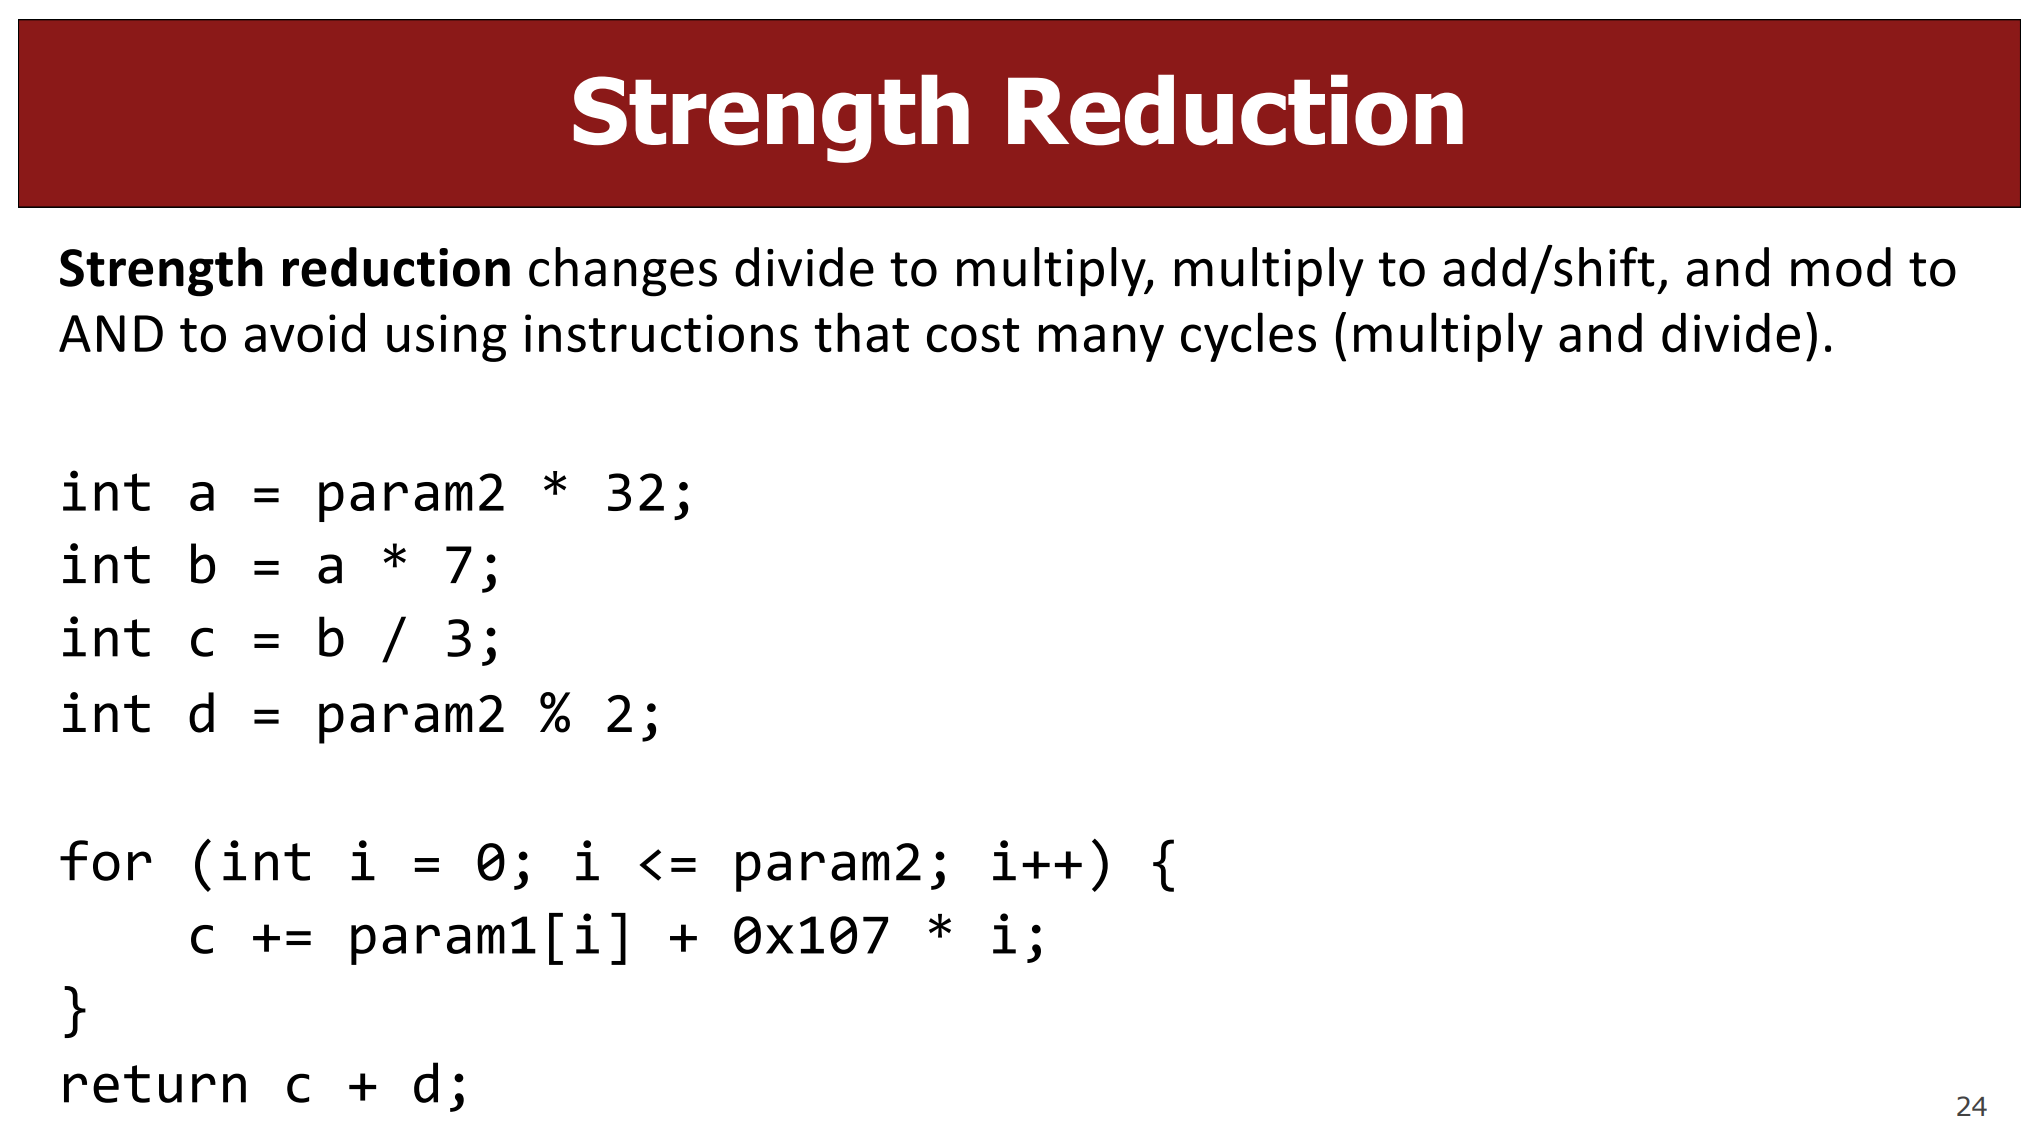 Strength Reduction
Strength reduction changes divide to multiply, multiply to add/shift, and mod to
AND to avoid using instructions that cost many cycles (multiply and divide).
int a = param2 * 32;
int b = a * 7;
int c = b / 3;
int d = param2 % 2;
for (int i = 0; i <= param2; i++) {
    c += param1[i] + 0x107 * i;
}
return c + d;
24